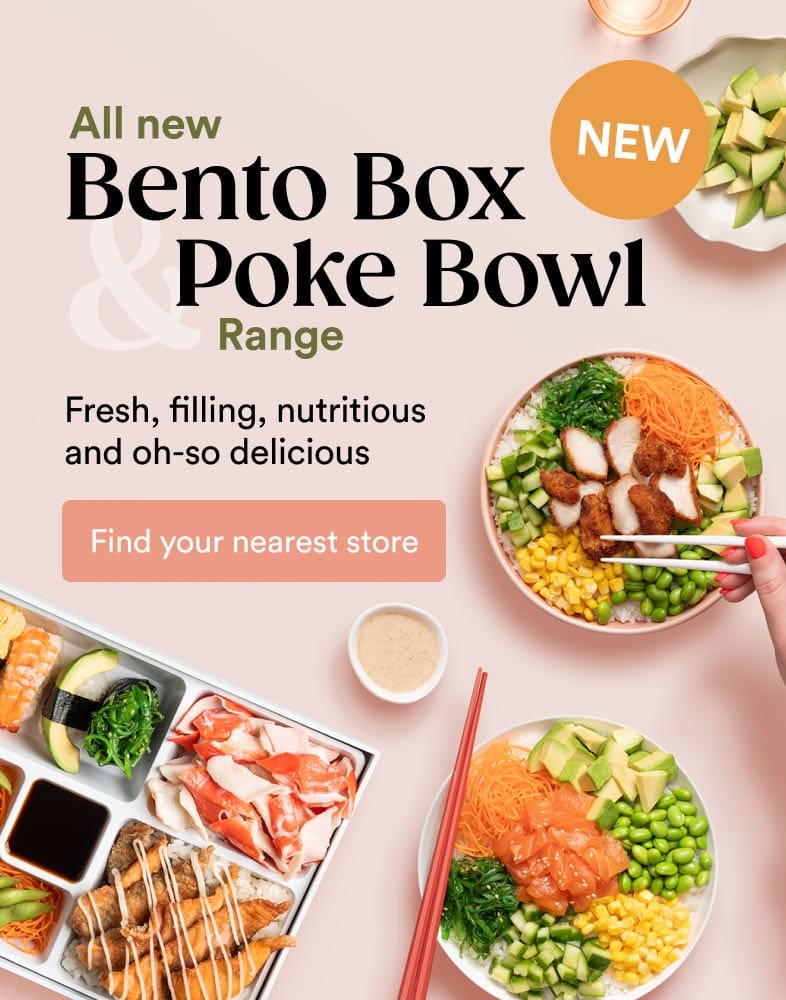 All new
NEW
Bento Box
& Poke Bowl
Range
Fresh, filling, nutritious
and oh-so delicious
Find your nearest store